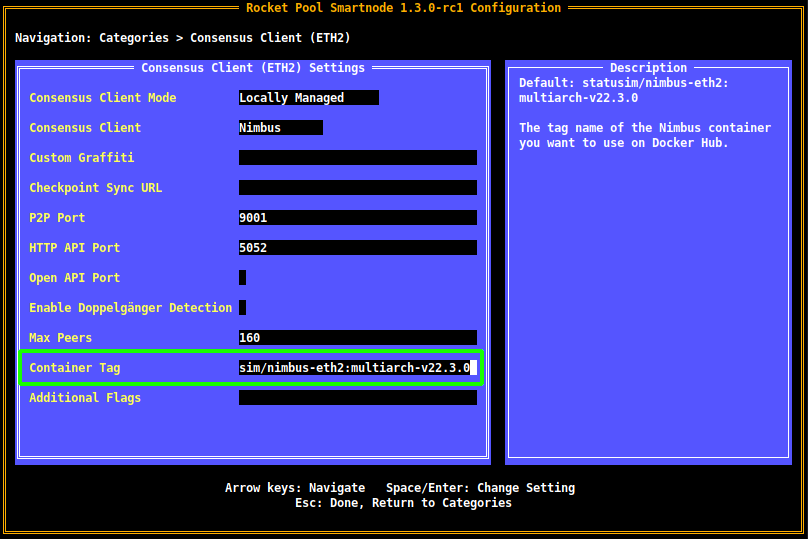 Rocket Pool Smartnode 1.3.0-rc1 Configuration
Navigation: Categories > Consensus Client (ETH2)
Consensus Client (ETH2) Settings
Consensus Client Mode Locally Managed
Consensus Client Nimbus
Custom Graffiti
Checkpoint Sync URL
P2P Port 9001
HTTP API Port 5052
Open API Port
Enable Doppelgänger Detection
Max Peers 160
Container Tag sim/nimbus-eth2:multiarch-v22.3.0
Additional Flags
Description
Default: statusim/nimbus-eth2:
multiarch-v22.3.0
The tag name of the Nimbus container
you want to use on Docker Hub.
Arrow keys: Navigate Space/Enter: Change Setting
Esc: Done, Return to Categories